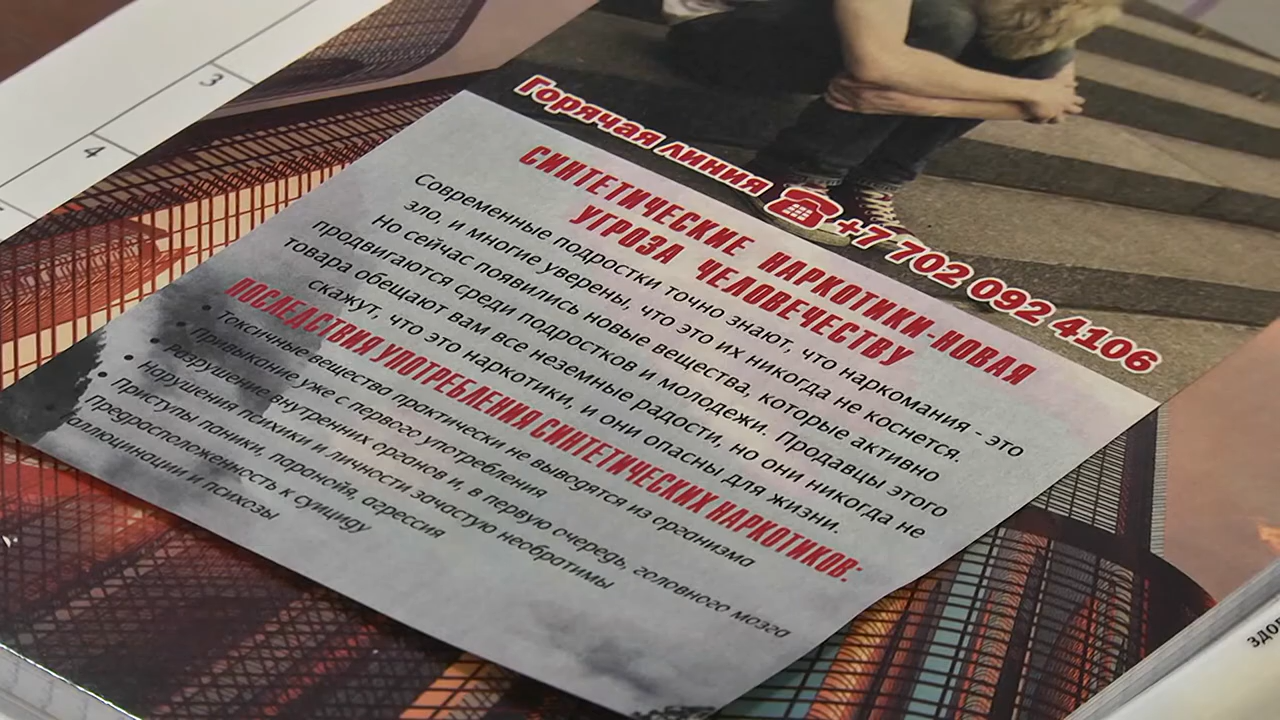 3
4
Горячая линия ☎ +7 702 092 4106
СИНТЕТИЧЕСКИЕ НАРКОТИКИ-НОВАЯ
УГРОЗА ЧЕЛОВЕЧЕСТВУ
Современные подростки точно знают, что наркомания - это
зло, и многие уверены, что это их никогда не коснется.
Но сейчас появились новые вещества, которые активно
продвигаются среди подростков и молодежи. Продавцы этого
товара обещают вам все неземные радости, но они никогда не
скажут, что это наркотики, и они опасны для жизни.
ПОСЛЕДСТВИЯ УПОТРЕБЛЕНИЯ СИНТЕТИЧЕСКИХ НАРКОТИКОВ:
• Токсичные вещества практически не выводятся из организма
• Привыкание уже с первого употребления
• Разрушение внутренних органов и, в первую очередь, головного мозга
• Нарушения психики и личности зачастую необратимы
• Приступы паники, паранойя, агрессия
• Предрасположенность к суициду
Галлюцинации и психозы